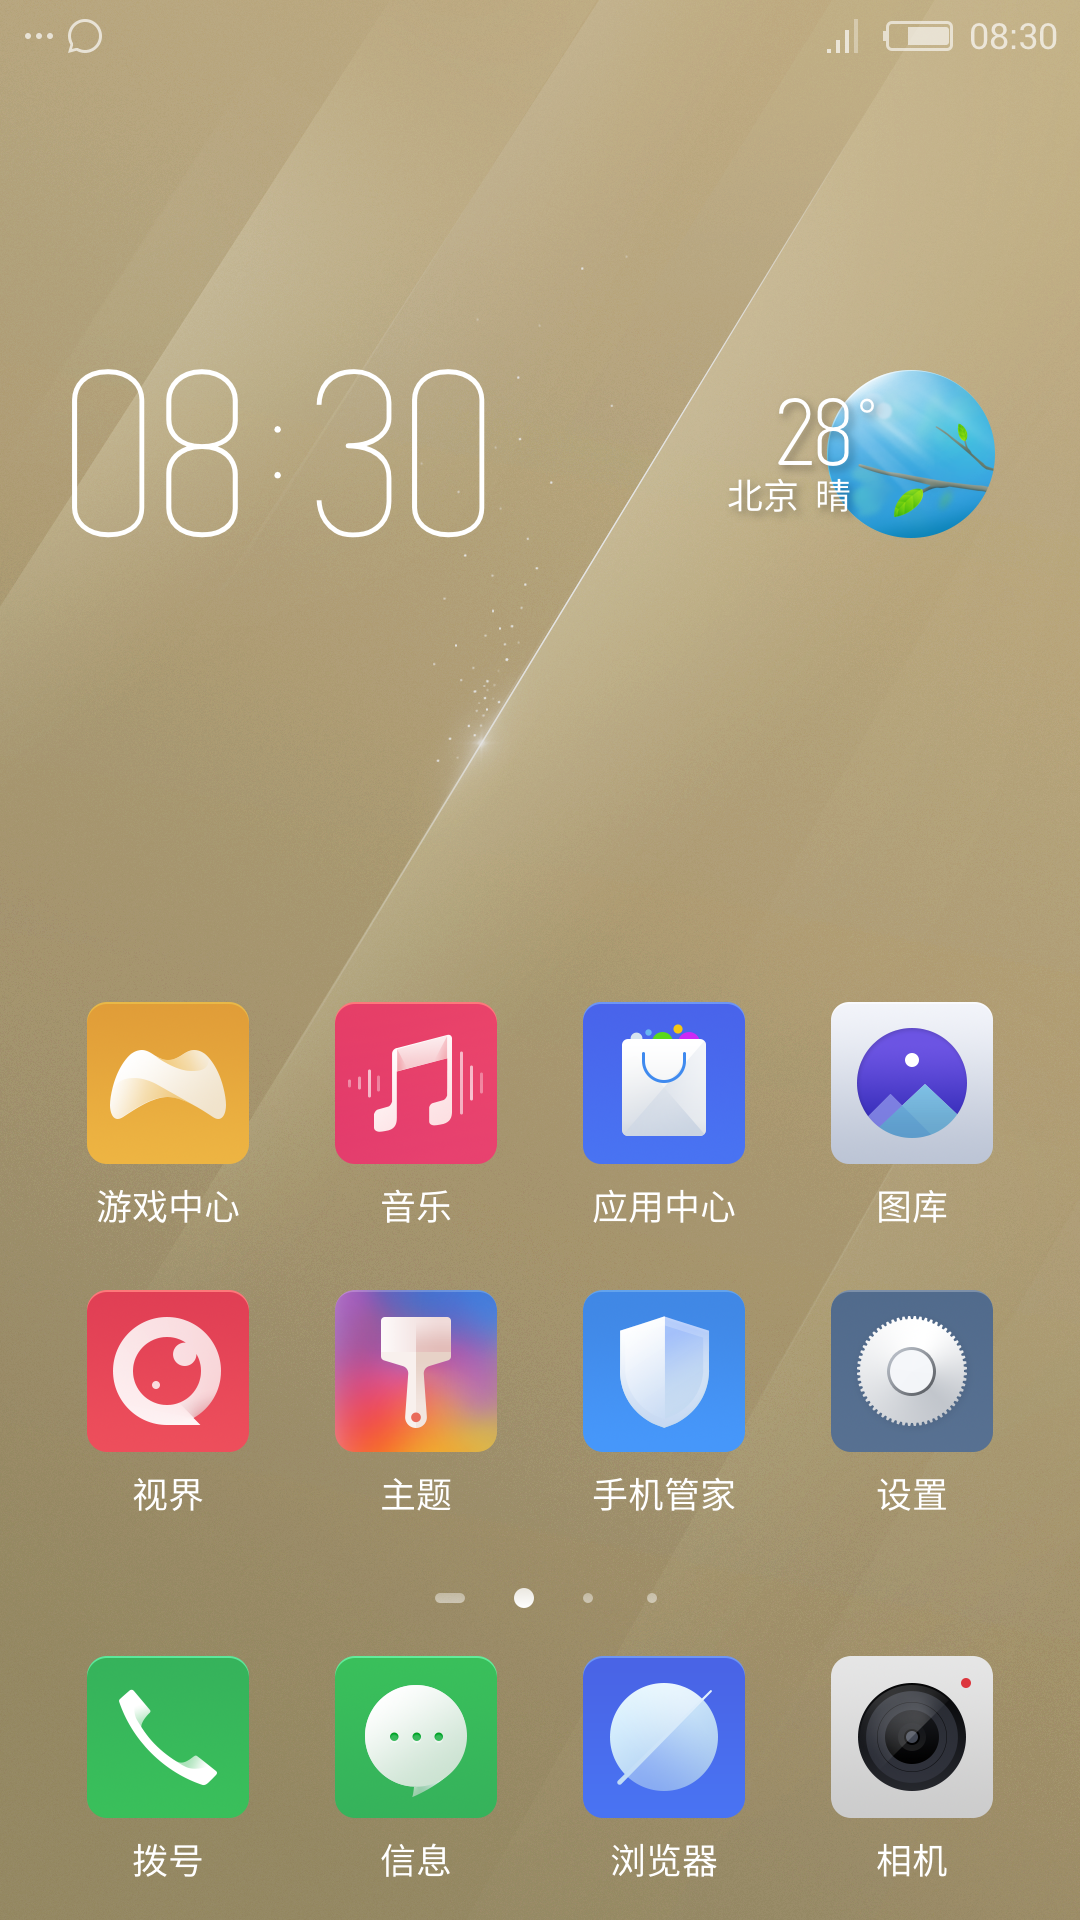 08:30
08:30
28°
北京 晴
游戏中心 音乐 应用中心 图库
视界 主题 手机管家 设置
拨号 信息 浏览器 相机